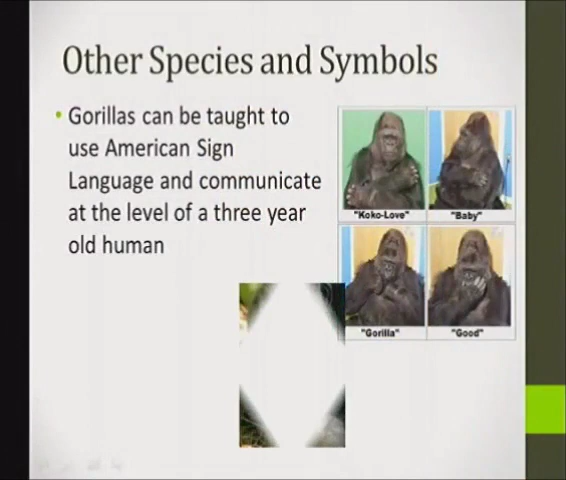 Other Species and Symbols
• Gorillas can be taught to
use American Sign
Language and communicate
at the level of a three year
old human
"Koko-Love" "Baby"
"Gorilla" "Good"